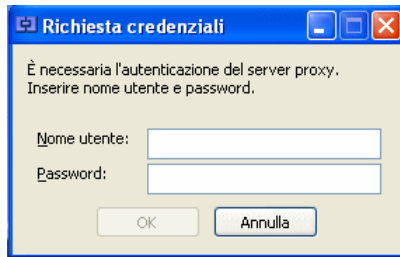 Richiesta credenziali
È necessaria l'autenticazione del server proxy.
Inserire nome utente e password.
Nome utente:
Password:
OK Annulla